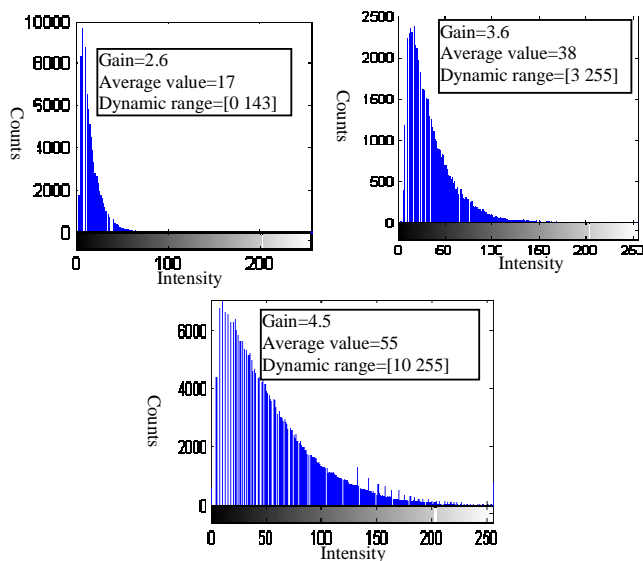 10000
8000
6000
4000
2000
0
Counts
Gain=2.6
Average value=17
Dynamic range=[0 143]
0 100 200
Intensity
2500
2000
1500
1000
500
0
Counts
Gain=3.6
Average value=38
Dynamic range=[3 255]
0 50 100 150 200 250
Intensity
6000
4000
2000
0
Counts
Gain=4.5
Average value=55
Dynamic range=[10 255]
0 50 100 150 200 250
Intensity